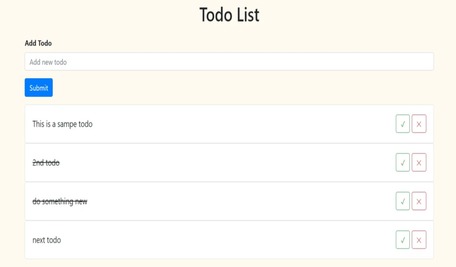 Todo List
Add Todo
Add new todo
Submit
This is a sampe todo
✓ X
2nd todo
✓ X
do something new
✓ X
next todo
✓ X